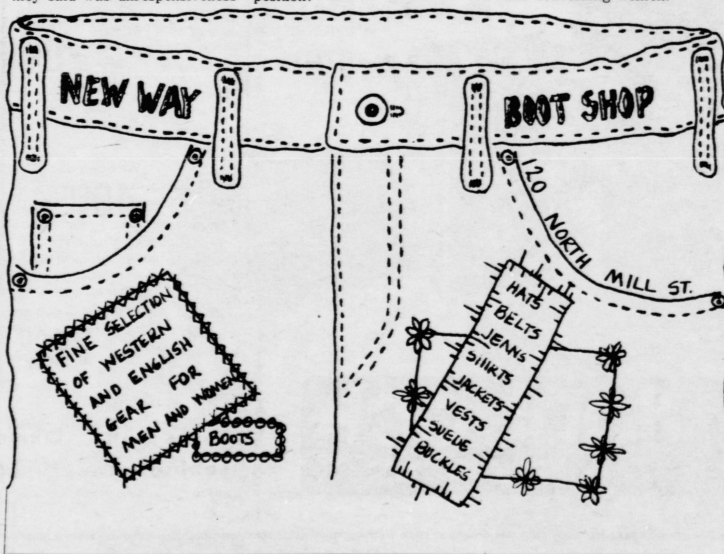 NEW WAY
BOOT SHOP
120 NORTH MILL ST.
FINE SELECTION
OF WESTERN
AND ENGLISH
GEAR FOR
MEN AND WOMEN
BOOTS
HATS
BELTS
JENNS
SHIRTS
JACKETS
VESTS
SUEDE
BUCKLES